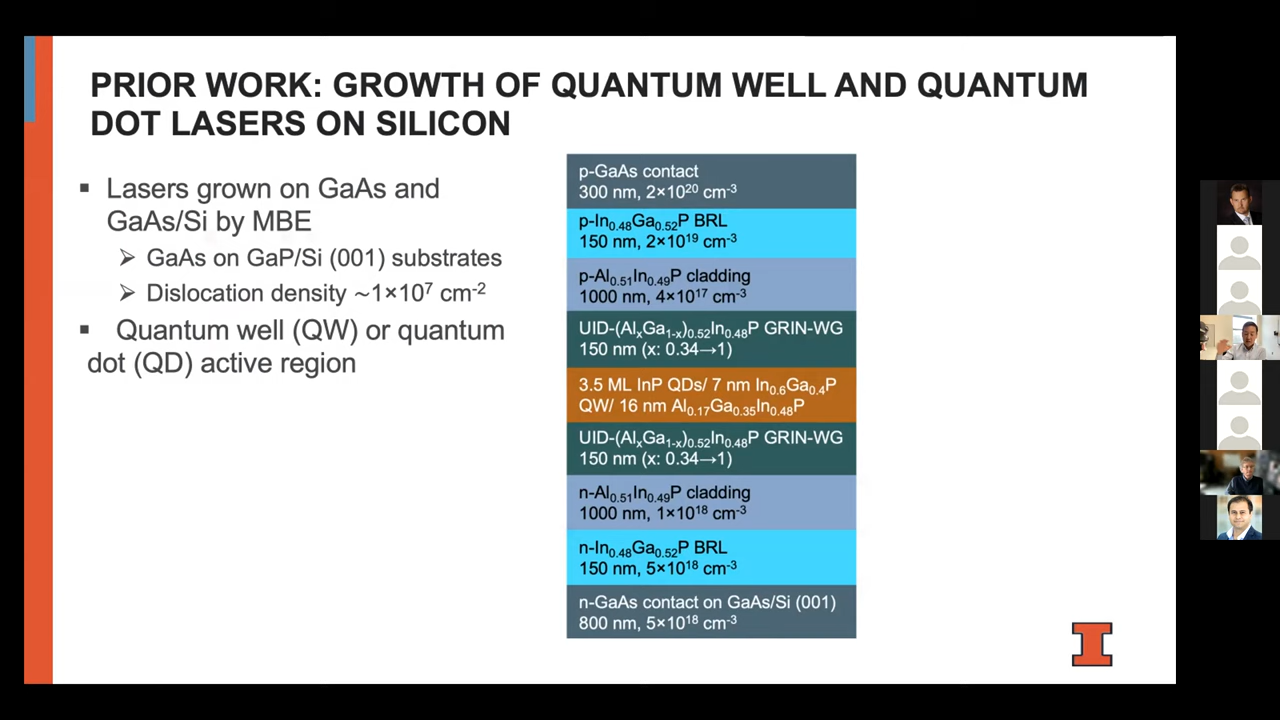 PRIOR WORK: GROWTH OF QUANTUM WELL AND QUANTUM
DOT LASERS ON SILICON
▪ Lasers grown on GaAs and
GaAs/Si by MBE
➢ GaAs on GaP/Si (001) substrates
➢ Dislocation density ~1×10⁷ cm⁻²
▪ Quantum well (QW) or quantum
dot (QD) active region
p-GaAs contact
300 nm, 2×10²⁰ cm⁻³
p-In₀.₄₈Ga₀.₅₂P BRL
150 nm, 2×10¹⁹ cm⁻³
p-Al₀.₅₁In₀.₄₉P cladding
1000 nm, 4×10¹⁷ cm⁻³
UID-(AlₓGa₁₋ₓ)₀.₅₂In₀.₄₈P GRIN-WG
150 nm (x: 0.34→1)
3.5 ML InP QDs/ 7 nm In₀.₆Ga₀.₄P
QW/ 16 nm Al₀.₁₇Ga₀.₃₅In₀.₄₈P
UID-(AlₓGa₁₋ₓ)₀.₅₂In₀.₄₈P GRIN-WG
150 nm (x: 0.34→1)
n-Al₀.₅₁In₀.₄₉P cladding
1000 nm, 1×10¹⁸ cm⁻³
n-In₀.₄₈Ga₀.₅₂P BRL
150 nm, 5×10¹⁸ cm⁻³
n-GaAs contact on GaAs/Si (001)
800 nm, 5×10¹⁸ cm⁻³